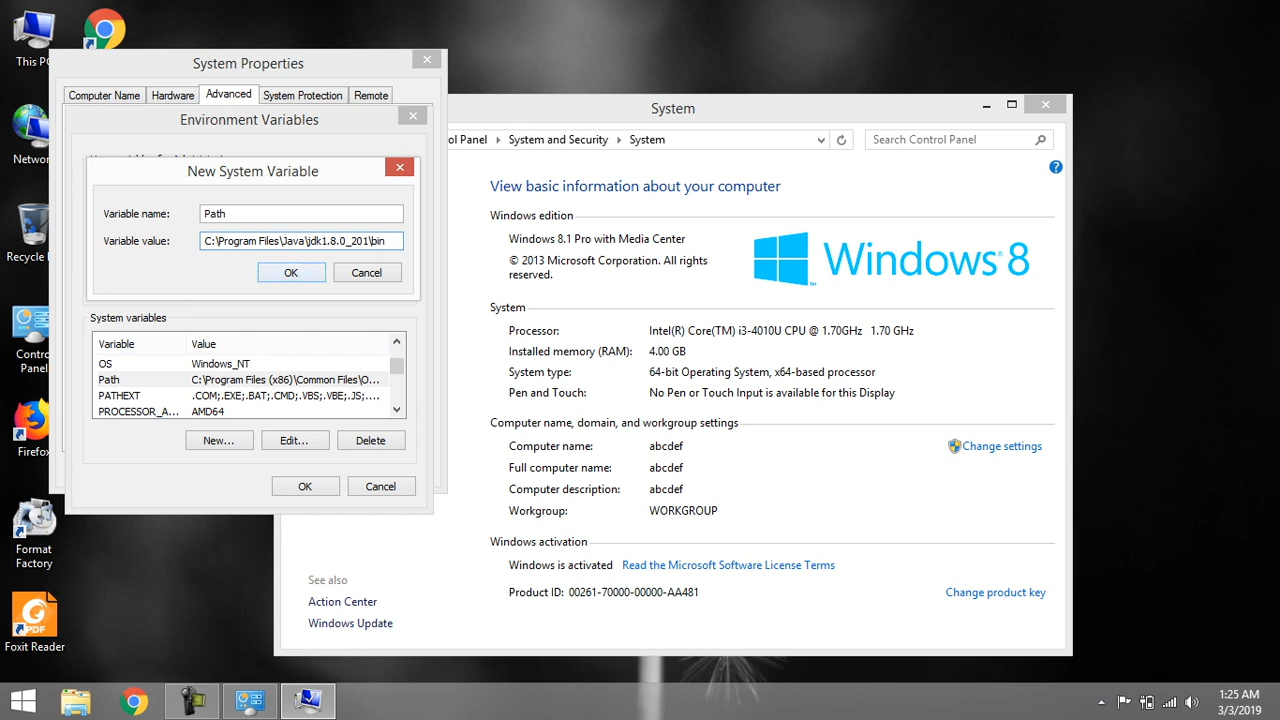 This PC
Network
Recycle
Control
Panel
Firefox
Format
Factory
PDF
Foxit Reader
System Properties
Computer Name
Hardware
Advanced
System Protection
Remote
Environment Variables
New System Variable
Variable name:
Path
Variable value:
C:\Program Files\Java\jdk1.8.0_201\bin
OK
Cancel
System variables
Variable
Value
OS
Windows_NT
Path
C:\Program Files (x86)\Common Files\O...
PATHEXT
.COM;.EXE;.BAT;.CMD;.VBS;.VBE;.JS;....
PROCESSOR_A...
AMD64
New...
Edit...
Delete
OK
Cancel
System
ol Panel
System and Security
System
Search Control Panel
View basic information about your computer
Windows edition
Windows 8.1 Pro with Media Center
© 2013 Microsoft Corporation. All rights
reserved.
Windows 8
System
Processor:
Intel(R) Core(TM) i3-4010U CPU @ 1.70GHz 1.70 GHz
Installed memory (RAM):
4.00 GB
System type:
64-bit Operating System, x64-based processor
Pen and Touch:
No Pen or Touch Input is available for this Display
Computer name, domain, and workgroup settings
Computer name:
abcdef
Change settings
Full computer name:
abcdef
Computer description:
abcdef
Workgroup:
WORKGROUP
Windows activation
Windows is activated
Read the Microsoft Software License Terms
Product ID: 00261-70000-00000-AA481
Change product key
See also
Action Center
Windows Update
1:25 AM
3/3/2019